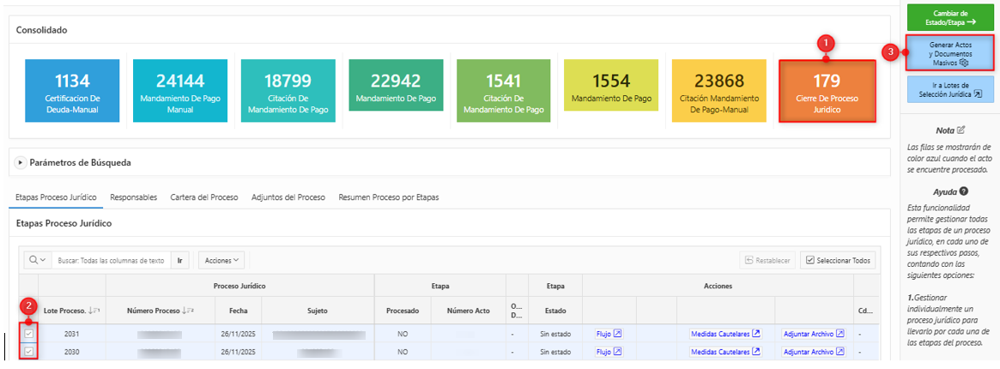 Consolidado
1134
Certificacion De
Deuda-Manual
24144
Mandamiento De Pago
Manual
18799
Citación De
Mandamiento De Pago
22942
Mandamiento De Pago
1541
Citación De
Mandamiento De Pago
1554
Mandamiento De Pago
23868
Citación Mandamiento
De Pago-Manual
1
179
Cierre De Proceso
Jurídico
Cambiar de
Estado/Etapa
3
Generar Actos
y Documentos
Masivos
Ir a Lotes de
Selección Jurídica
Nota
Las filas se mostrarán de
color azul cuando el acto
se encuentre procesado.
Ayuda
Esta funcionalidad
permite gestionar todas
las etapas de un proceso
jurídico, en cada uno de
sus respectivos pasos,
contando con las
siguientes opciones:
1.Gestionar
individualmente un
proceso jurídico para
llevarlo por cada una de
las etapas del proceso.
Parámetros de Búsqueda
Etapas Proceso Jurídico Responsables Cartera del Proceso Adjuntos del Proceso Resumen Proceso por Etapas
Etapas Proceso Jurídico
Buscar: Todas las columnas de texto Ir Acciones Restablecer Seleccionar Todos
Proceso Jurídico Etapa Etapa Acciones
2
Lote Proceso. Número Proceso Fecha Sujeto Procesado Número Acto O... D... Estado Cd...
2031 26/11/2025 NO - Sin estado Flujo Medidas Cautelares Adjuntar Archivo -
2030 26/11/2025 NO - Sin estado Flujo Medidas Cautelares Adjuntar Archivo -